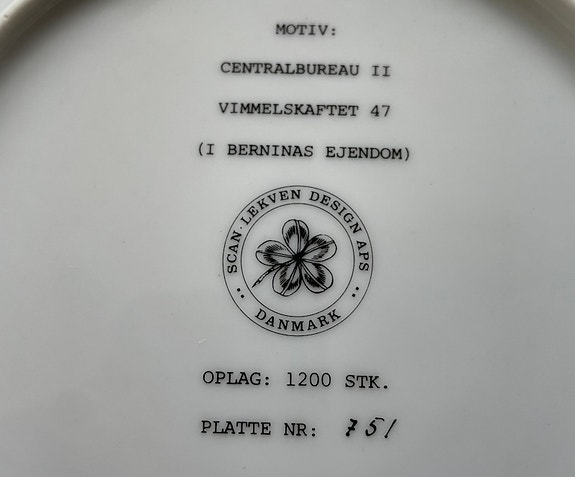 MOTIV:
CENTRALBUREAU II
VIMMELSKAFTET 47
(I BERNINAS EJENDOM)
SCAN·LEKVEN DESIGN APS
·· DANMARK ··
OPLAG: 1200 STK.
PLATTE NR: 751